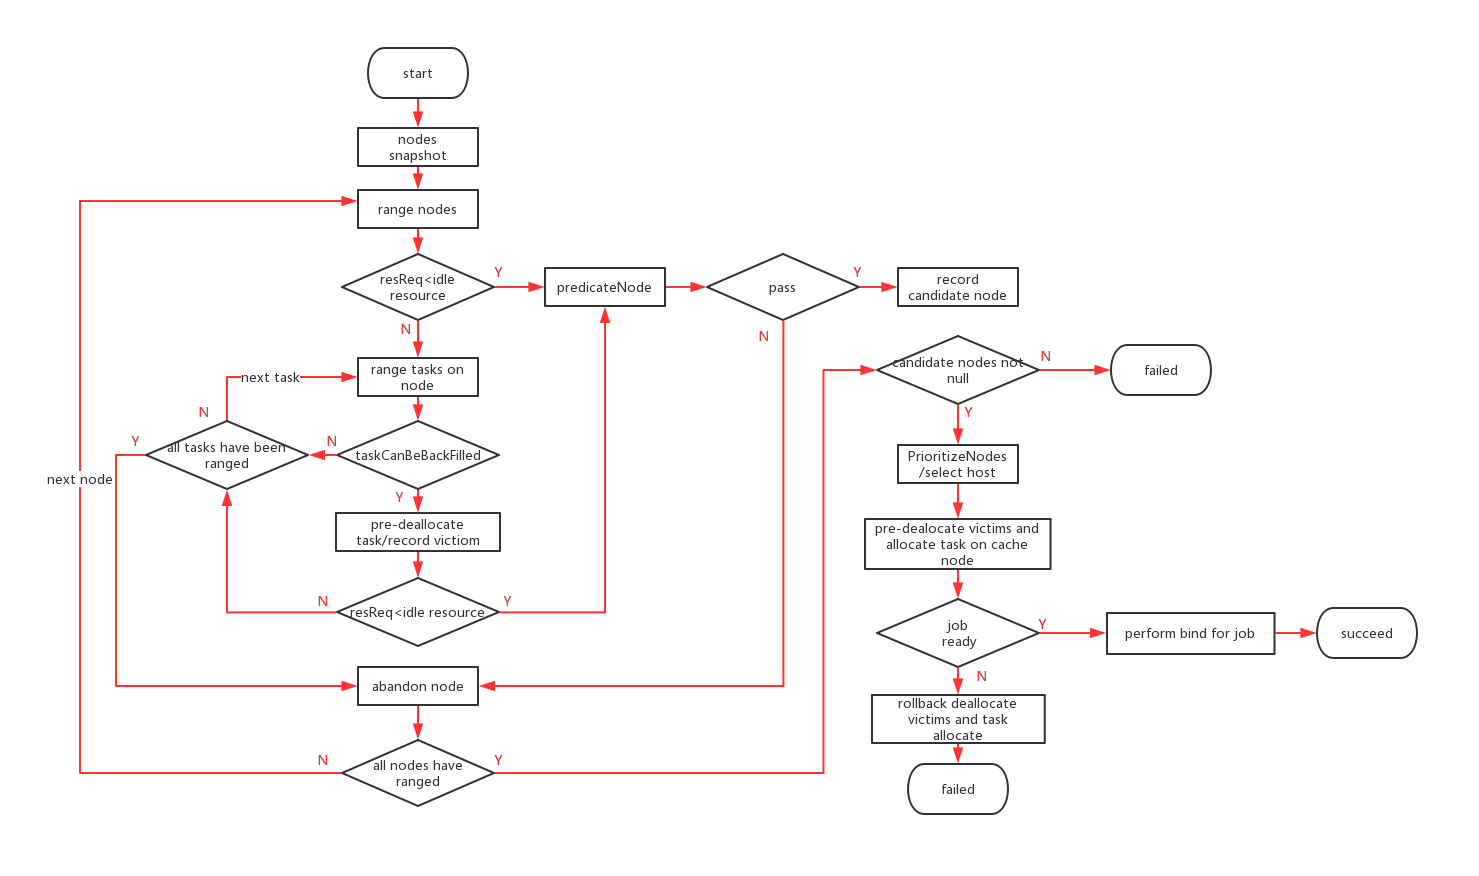 start
nodes
snapshot
range nodes
resReq<idle
resource
Y
predicateNode
pass
Y
record
candidate node
N
N
range tasks on
node
next task
candidate nodes not
null
N
failed
N
Y
all tasks have been
ranged
N
taskCanBeBackFilled
Y
PrioritizeNodes
/select host
next node
Y
pre-deallocate
task/record victiom
pre-dealocate victims and
allocate task on cache
node
N
resReq<idle resource
Y
job
ready
Y
perform bind for job
succeed
N
abandon node
rollback deallocate
victims and task
allocate
N
all nodes have
ranged
Y
failed